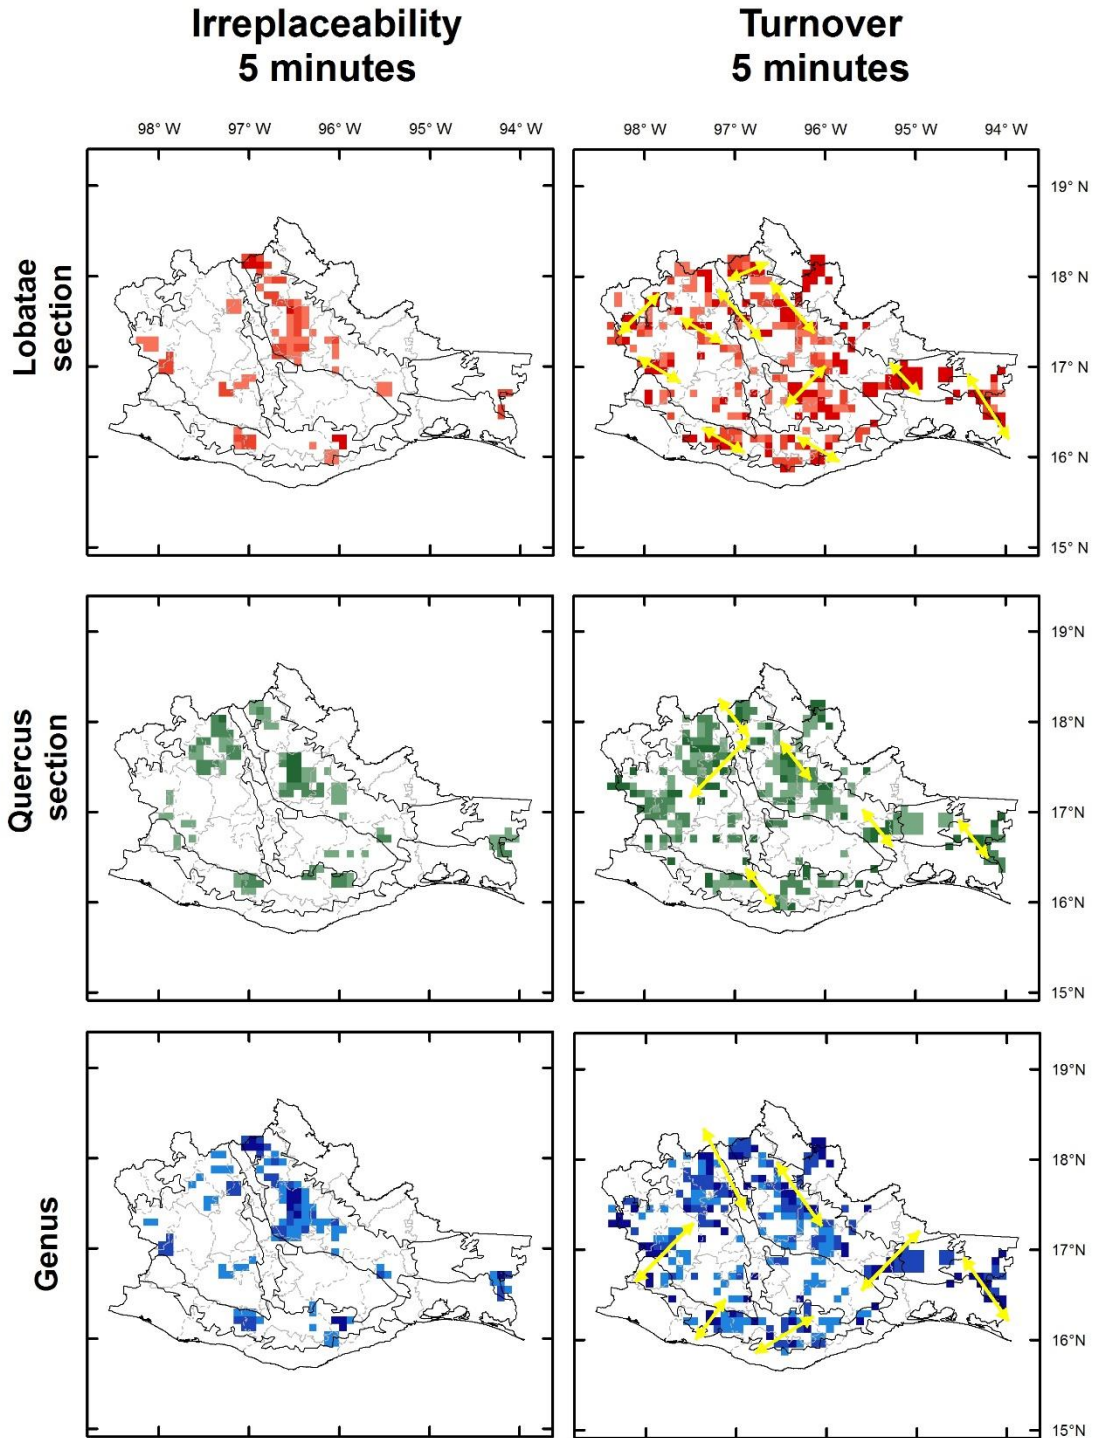 Irreplaceability
5 minutes
Turnover
5 minutes
98° W
97° W
96° W
95° W
94° W
98° W
97° W
96° W
95° W
94° W
Lobatae
section
19° N
18° N
17° N
16° N
15° N
Quercus
section
19°N
18°N
17°N
16°N
15°N
Genus
19°N
18°N
17°N
16°N
15°N